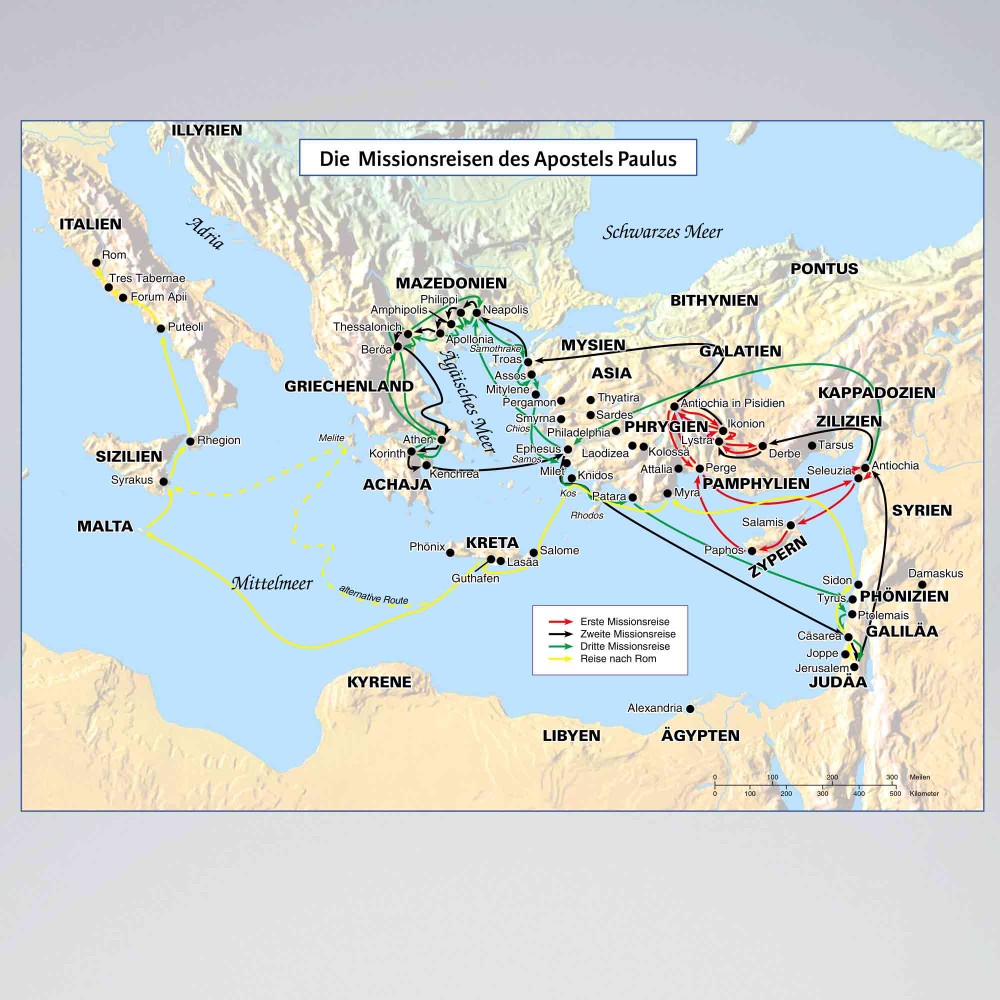 ILLYRIEN
Die Missionsreisen des Apostels Paulus
ITALIEN
Adria
Schwarzes Meer
Rom
PONTUS
Tres Tabernae
MAZEDONIEN
Forum Apii
Philippi
BITHYNIEN
Amphipolis
Neapolis
Puteoli
Thessalonich
Apollonia
Beröa
Samothrake
MYSIEN
GALATIEN
Troas
Ägäisches Meer
Assos
ASIA
GRIECHENLAND
Mitylene
KAPPADOZIEN
Pergamon
Thyatira
Antiochia in Pisidien
Smyrna
Sardes
ZILIZIEN
Chios
Philadelphia
PHRYGIEN
Ikonion
Rhegion
Melite
Athen
Lystra
Tarsus
SIZILIEN
Korinth
Ephesus
Laodizea
Kolossä
Derbe
Samos
Syrakus
Kenchreä
Milet
Knidos
Attalia
Perge
Seleuzia
Antiochia
ACHAJA
PAMPHYLIEN
Kos
Patara
Myra
Rhodos
SYRIEN
MALTA
Salamis
Phönix
KRETA
Salome
Paphos
ZYPERN
Lasäa
Guthafen
Mittelmeer
alternative Route
Sidon
Damaskus
Tyrus
PHÖNIZIEN
Ptolemais
Erste Missionsreise
Zweite Missionsreise
Dritte Missionsreise
Reise nach Rom
Cäsarea
GALILÄA
Joppe
Jerusalem
JUDÄA
KYRENE
Alexandria
LIBYEN
ÄGYPTEN
0 100 200 300 Meilen
0 100 200 300 400 500 Kilometer